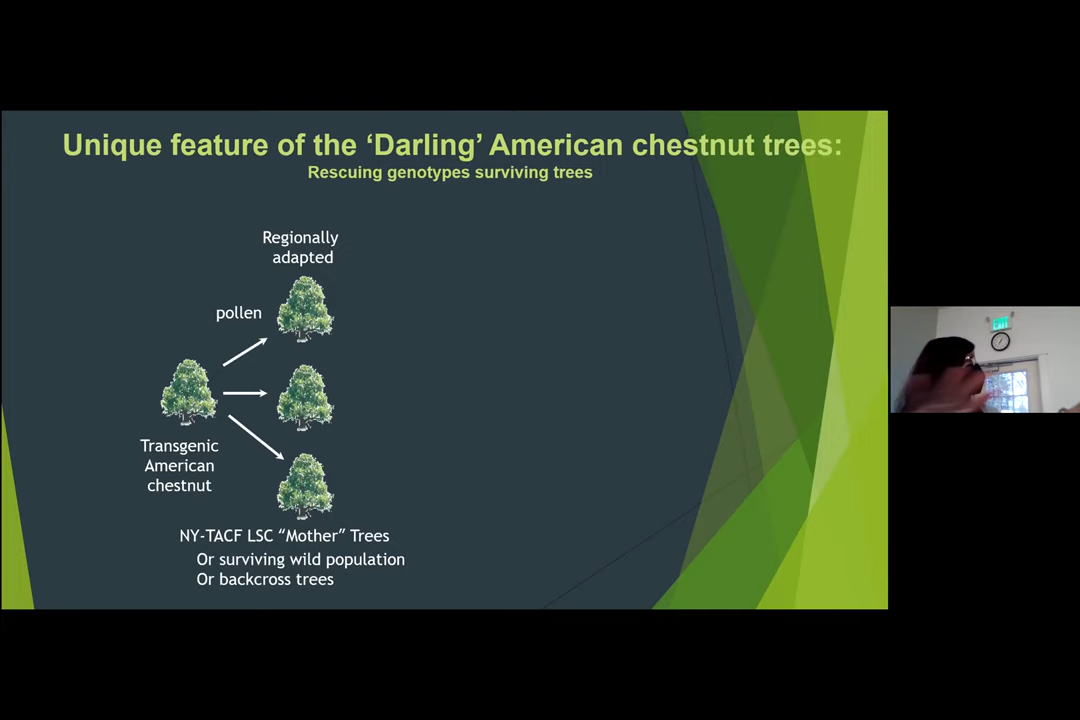 Unique feature of the ‘Darling’ American chestnut trees:
Rescuing genotypes surviving trees
Regionally
adapted
pollen
Transgenic
American
chestnut
NY-TACF LSC “Mother” Trees
Or surviving wild population
Or backcross trees
EXIT